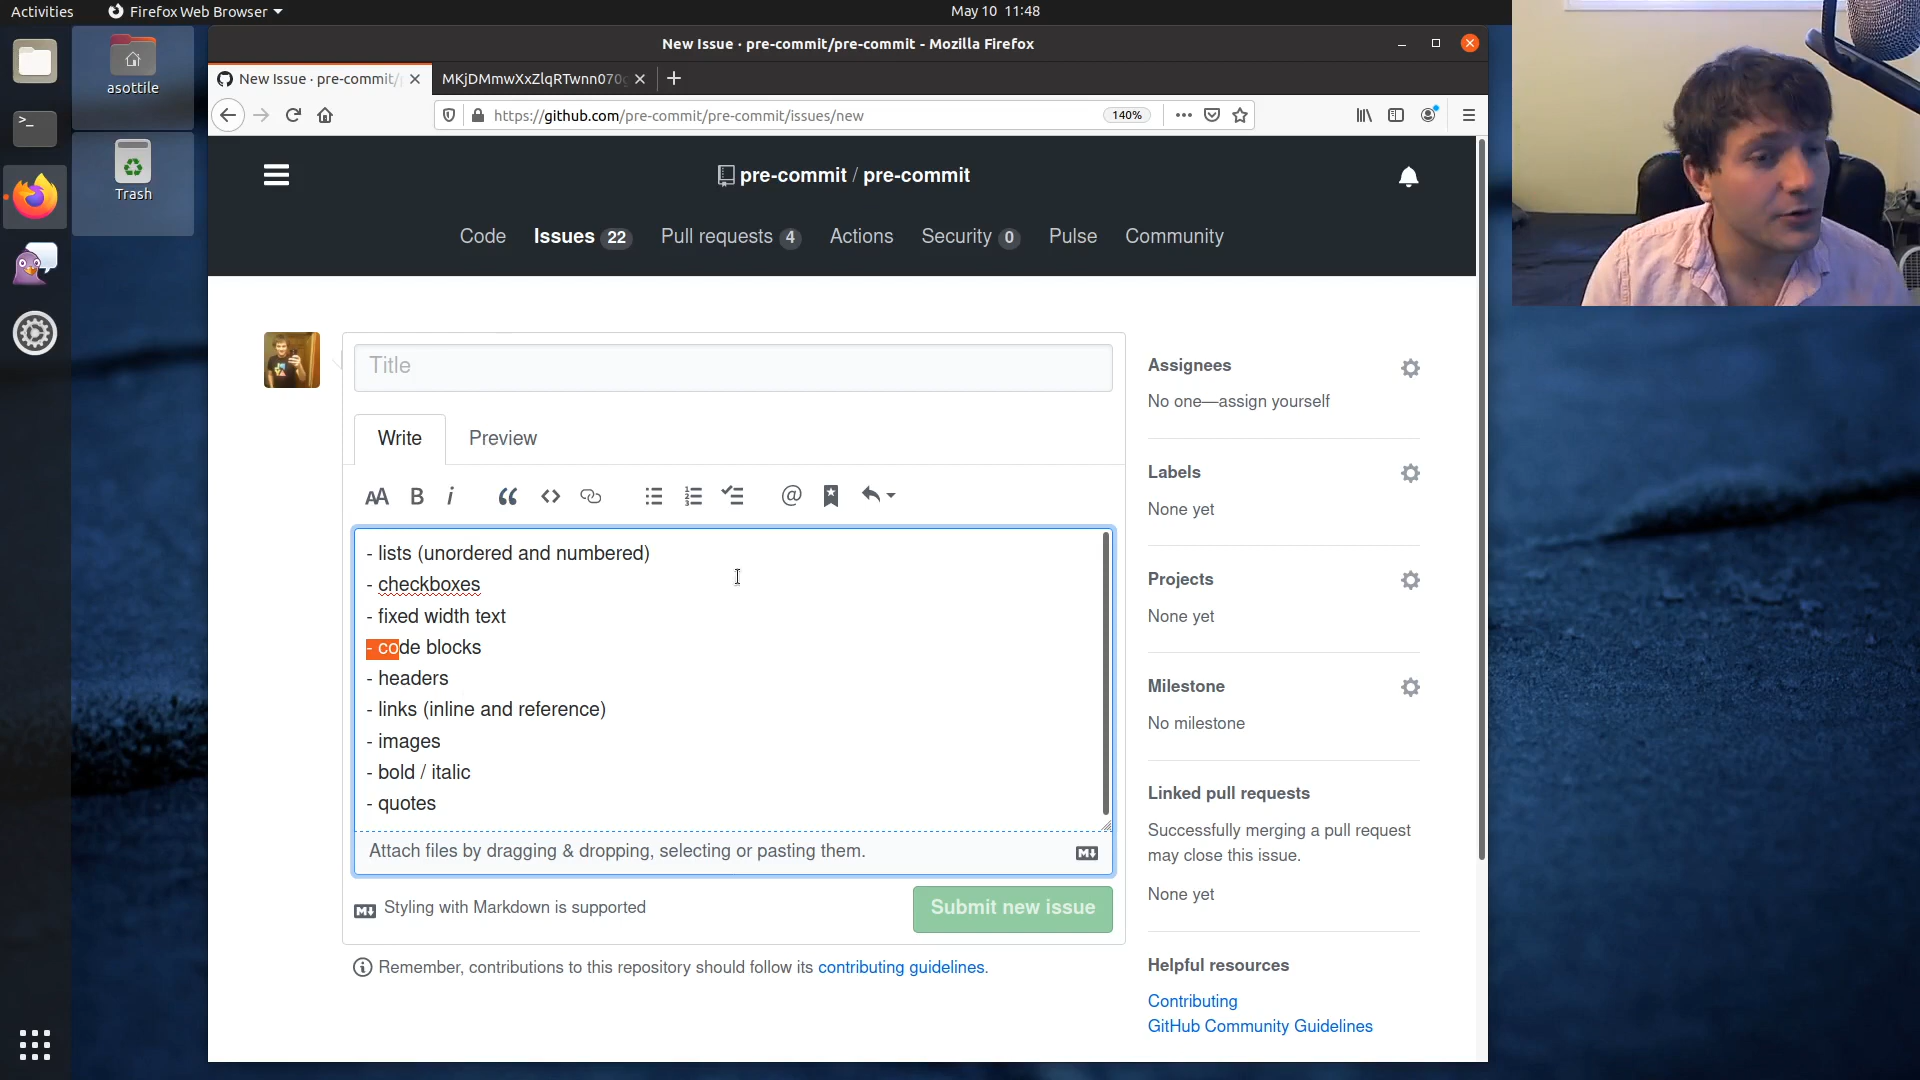 Activities
Firefox Web Browser
May 10 11:48
asottile
Trash
New Issue · pre-commit/pre-commit - Mozilla Firefox
New Issue · pre-commit/
MKjDMmwXxZlqRTwnn070
https://github.com/pre-commit/pre-commit/issues/new
140%
pre-commit / pre-commit
Code
Issues 22
Pull requests 4
Actions
Security 0
Pulse
Community
Title
Write
Preview
- lists (unordered and numbered)
- checkboxes
- fixed width text
- code blocks
- headers
- links (inline and reference)
- images
- bold / italic
- quotes
Attach files by dragging & dropping, selecting or pasting them.
Styling with Markdown is supported
Submit new issue
Remember, contributions to this repository should follow its contributing guidelines.
Assignees
No one—assign yourself
Labels
None yet
Projects
None yet
Milestone
No milestone
Linked pull requests
Successfully merging a pull request
may close this issue.
None yet
Helpful resources
Contributing
GitHub Community Guidelines